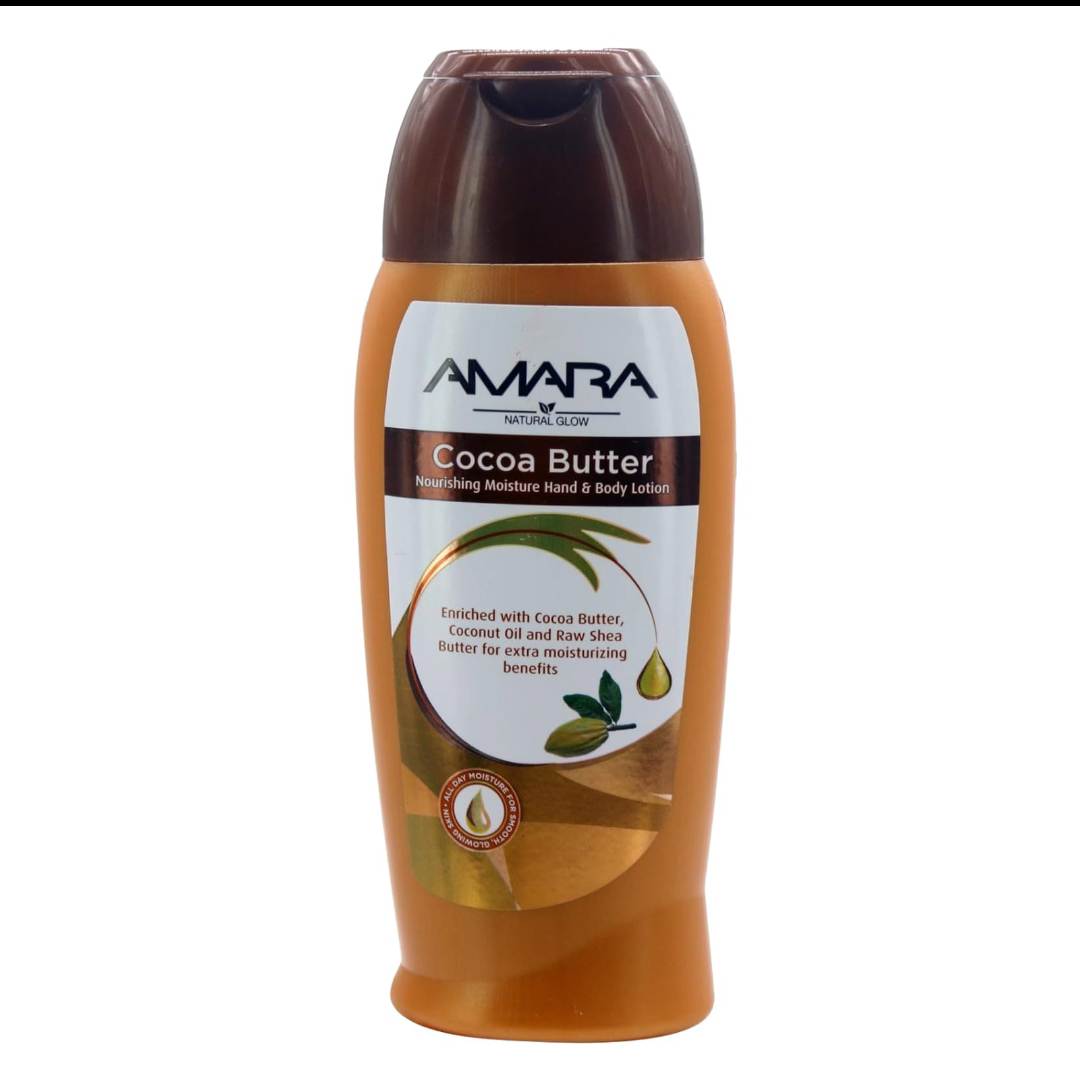 AMARA
NATURAL GLOW
Cocoa Butter
Nourishing Moisture Hand & Body Lotion
Enriched with Cocoa Butter,
Coconut Oil and Raw Shea
Butter for extra moisturizing
benefits
ALL DAY MOISTURE FOR SMOOTH, GLOWING SKIN •